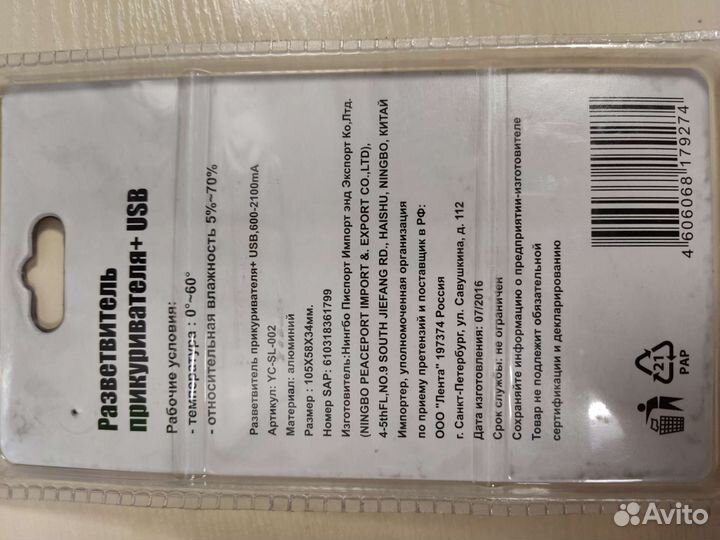 Разветвитель
прикуривателя+ USB
Рабочие условия:
- температура : 0°~60°
- относительная влажность 5%~70%
Разветвитель прикуривателя+ USB,600-2100mA
Артикул: YC-SL-002
Материал: алюминий
Размер : 105X58X34мм.
Номер SAP: 610318361799
Изготовитель:Нингбо Писпорт Импорт энд Экспорт Ко,Лтд.
(NINGBO PEACEPORT IMPORT &. EXPORT CO.,LTD),
4-5thFL,NO.9 SOUTH JIEFANG RD., HAISHU, NINGBO, КИТАЙ
Импортер, уполномоченная организация
по приему претензий и поставщик в РФ:
ООО "Лента" 197374 Россия
г. Санкт-Петербург, ул. Савушкина, д. 112
Дата изготовления: 07/2016
Срок службы: не ограничен
Сохраняйте информацию о предприятии-изготовителе
Товар не подлежит обязательной
сертификации и декларированию
4 606068 179274
21
PAP
Avito